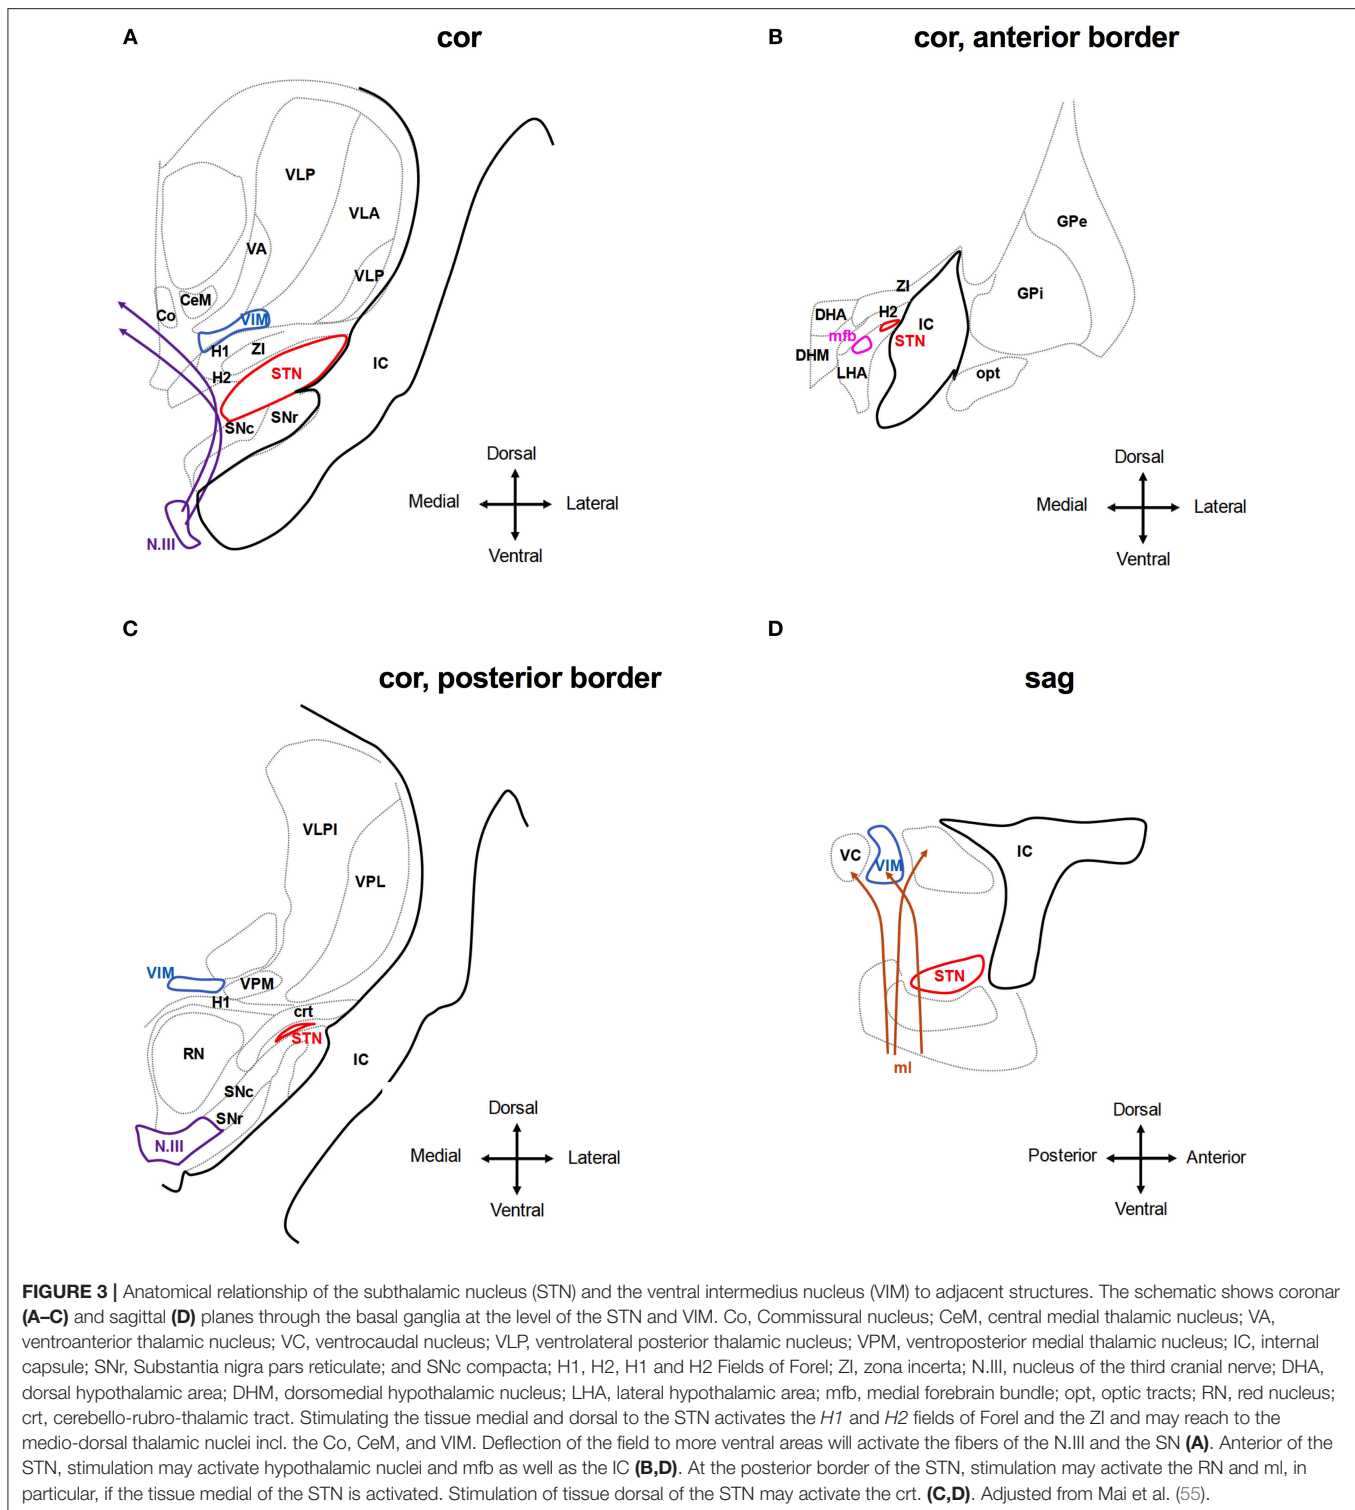 A
cor
VLP
VLA
VA
VLP
CeM
Co
VIM
H1
ZI
IC
H2
STN
SNr
SNc
N.III
Dorsal
Medial
Lateral
Ventral
B
cor, anterior border
GPe
ZI
GPi
DHA
H2
IC
mfb
STN
DHM
LHA
opt
Dorsal
Medial
Lateral
Ventral
C
cor, posterior border
VLPI
VPL
VIM
VPM
H1
crt
STN
RN
IC
SNc
SNr
N.III
Dorsal
Medial
Lateral
Ventral
D
sag
VC
VIM
IC
STN
ml
Dorsal
Posterior
Anterior
Ventral
FIGURE 3 | Anatomical relationship of the subthalamic nucleus (STN) and the ventral intermedius nucleus (VIM) to adjacent structures. The schematic shows coronar
(A–C) and sagittal (D) planes through the basal ganglia at the level of the STN and VIM. Co, Commissural nucleus; CeM, central medial thalamic nucleus; VA,
ventroanterior thalamic nucleus; VC, ventrocaudal nucleus; VLP, ventrolateral posterior thalamic nucleus; VPM, ventroposterior medial thalamic nucleus; IC, internal
capsule; SNr, Substantia nigra pars reticulate; and SNc compacta; H1, H2, H1 and H2 Fields of Forel; ZI, zona incerta; N.III, nucleus of the third cranial nerve; DHA,
dorsal hypothalamic area; DHM, dorsomedial hypothalamic nucleus; LHA, lateral hypothalamic area; mfb, medial forebrain bundle; opt, optic tracts; RN, red nucleus;
crt, cerebello-rubro-thalamic tract. Stimulating the tissue medial and dorsal to the STN activates the H1 and H2 fields of Forel and the ZI and may reach to the
medio-dorsal thalamic nuclei incl. the Co, CeM, and VIM. Deflection of the field to more ventral areas will activate the fibers of the N.III and the SN (A). Anterior of the
STN, stimulation may activate hypothalamic nuclei and mfb as well as the IC (B,D). At the posterior border of the STN, stimulation may activate the RN and ml, in
particular, if the tissue medial of the STN is activated. Stimulation of tissue dorsal of the STN may activate the crt. (C,D). Adjusted from Mai et al. (55).